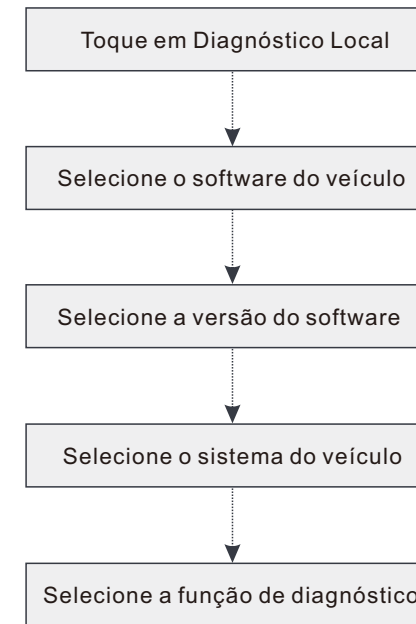 Toque em Diagnóstico Local
Selecione o software do veículo
Selecione a versão do software
Selecione o sistema do veículo
Selecione a função de diagnóstico